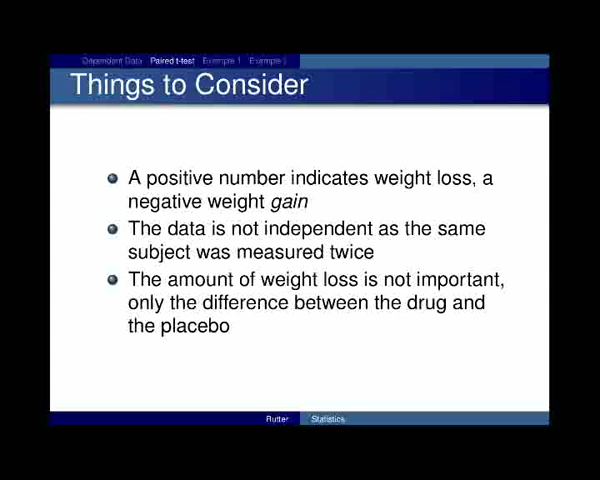 Dependent Data Paired t-test Example 1 Example
Things to Consider
A positive number indicates weight loss, a
negative weight gain
The data is not independent as the same
subject was measured twice
The amount of weight loss is not important,
only the difference between the drug and
the placebo
Rutter Statistics